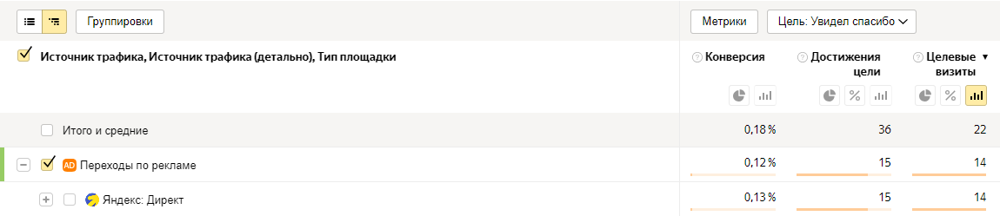 Группировки
Метрики
Цель: Увидел спасибо
Источник трафика, Источник трафика (детально), Тип площадки
? Конверсия
? Достижения
цели
? Целевые ▼
визиты
%
%
Итого и средние 0,18 % 36 22
AD Переходы по рекламе 0,12 % 15 14
Яндекс: Директ 0,13 % 15 14